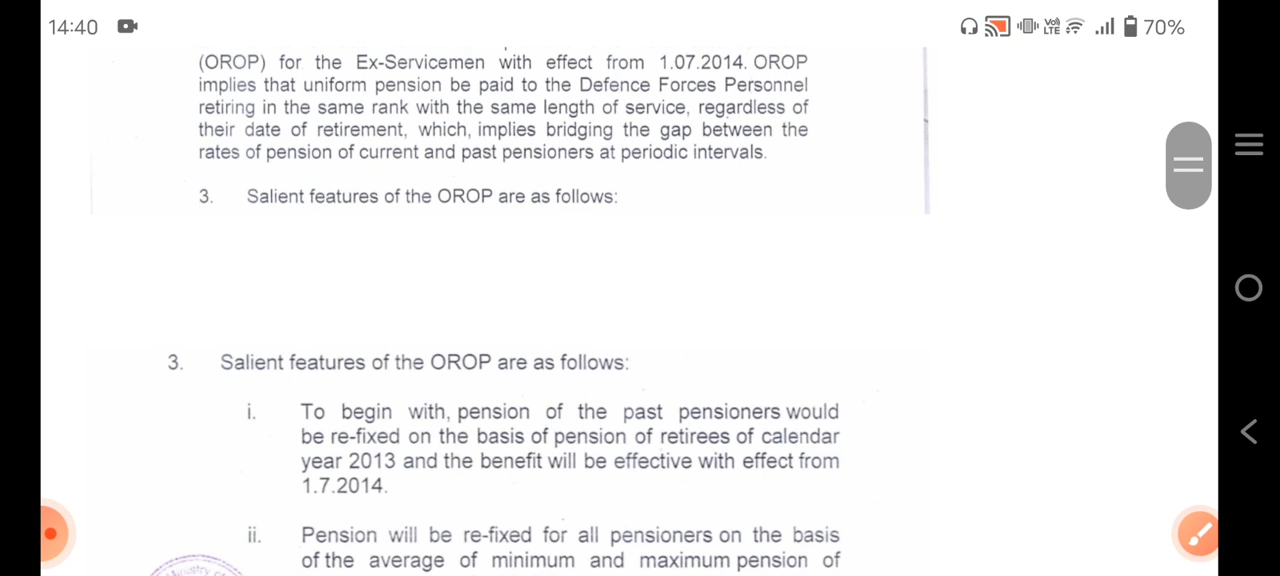 14:40
Vo)) LTE
70%
(OROP) for the Ex-Servicemen with effect from 1.07.2014. OROP
implies that uniform pension be paid to the Defence Forces Personnel
retiring in the same rank with the same length of service, regardless of
their date of retirement, which, implies bridging the gap between the
rates of pension of current and past pensioners at periodic intervals.
3. Salient features of the OROP are as follows:
3. Salient features of the OROP are as follows:
i. To begin with, pension of the past pensioners would
be re-fixed on the basis of pension of retirees of calendar
year 2013 and the benefit will be effective with effect from
1.7.2014.
ii. Pension will be re-fixed for all pensioners on the basis
of the average of minimum and maximum pension of
Ministry of